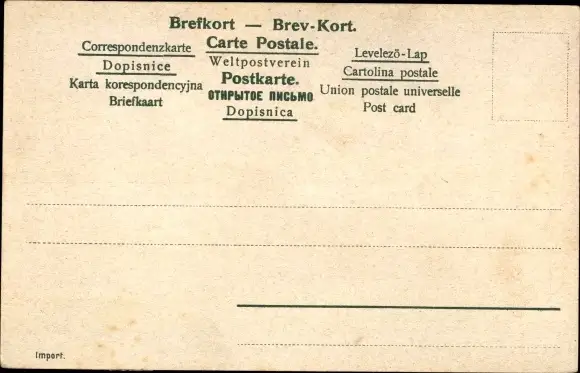 Brefkort — Brev-Kort.
Correspondenzkarte
Dopisnice
Karta korespondencyjna
Briefkaart
Carte Postale.
Weltpostverein
Postkarte.
ОТКРЫТОЕ ПИСЬМО
Dopisnica
Levelező-Lap
Cartolina postale
Union postale universelle
Post card
Import.